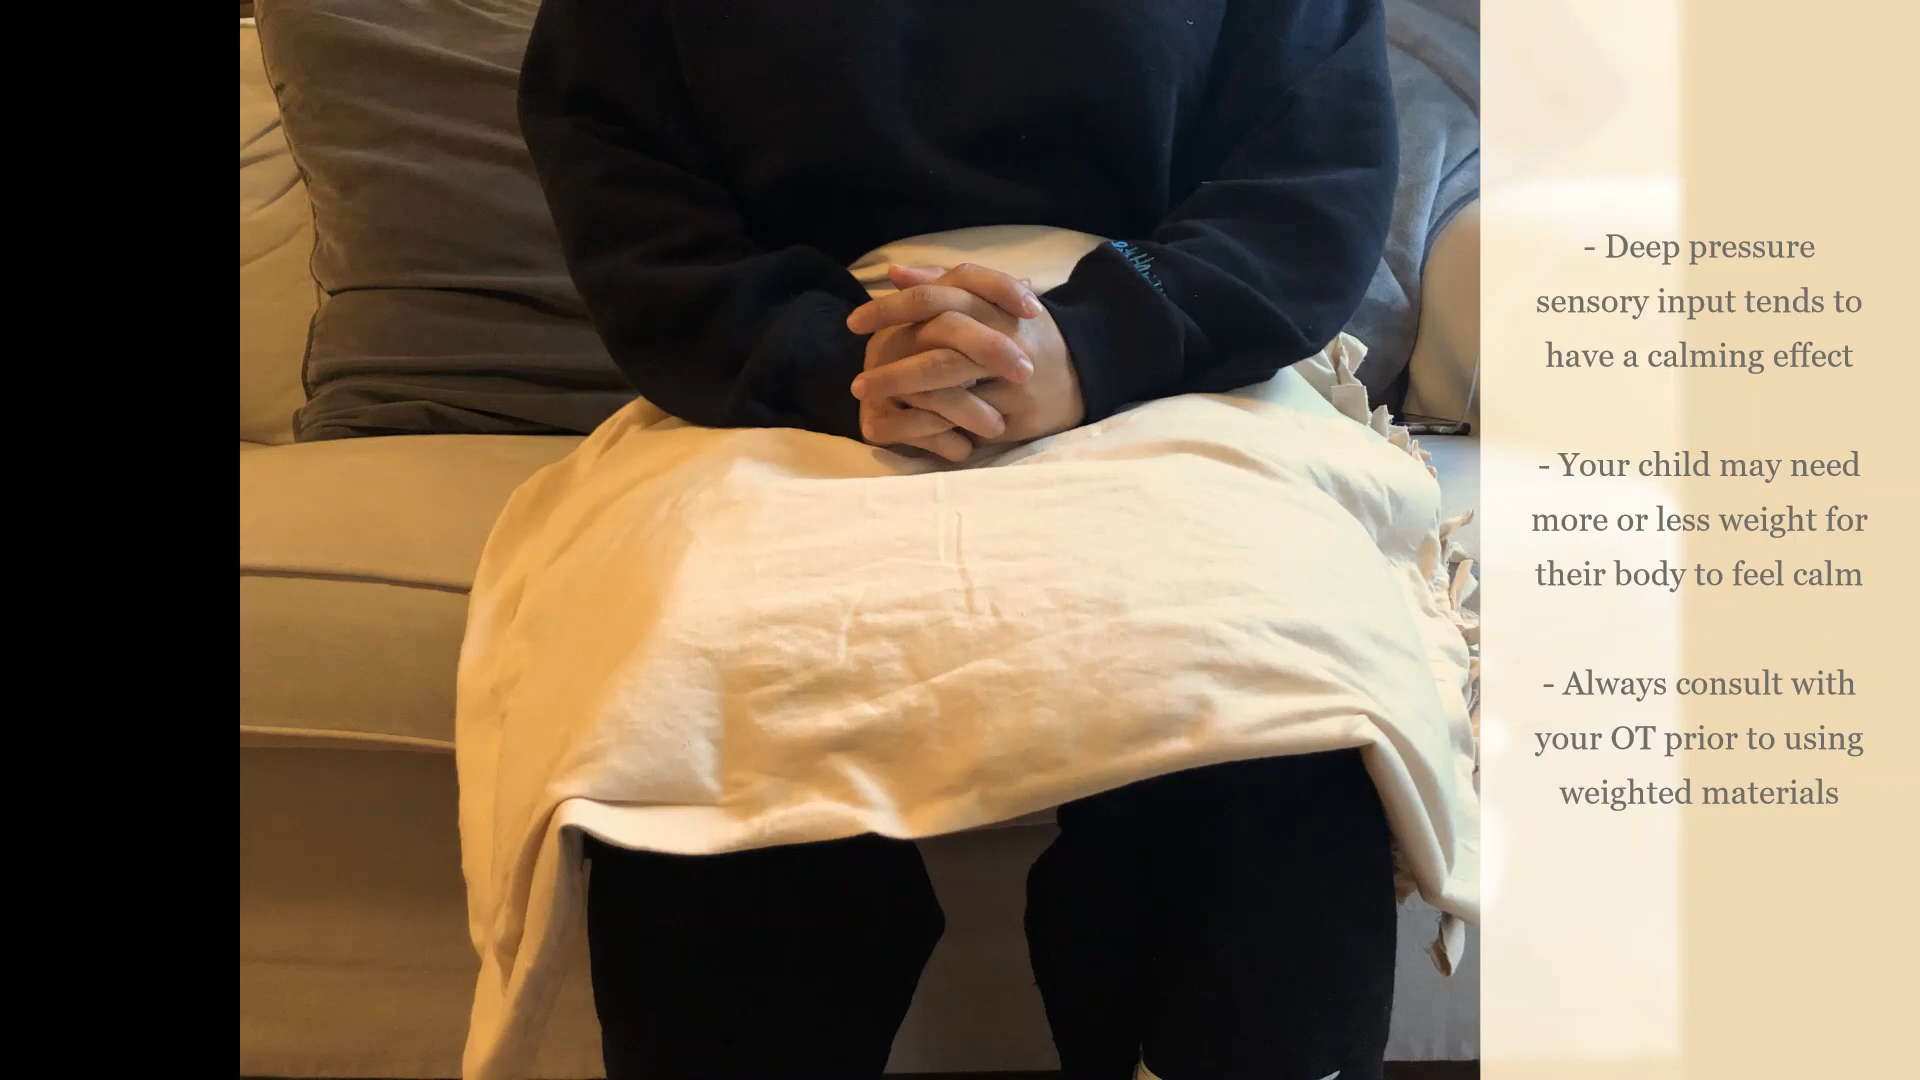 - Deep pressure
sensory input tends to
have a calming effect
- Your child may need
more or less weight for
their body to feel calm
- Always consult with
your OT prior to using
weighted materials